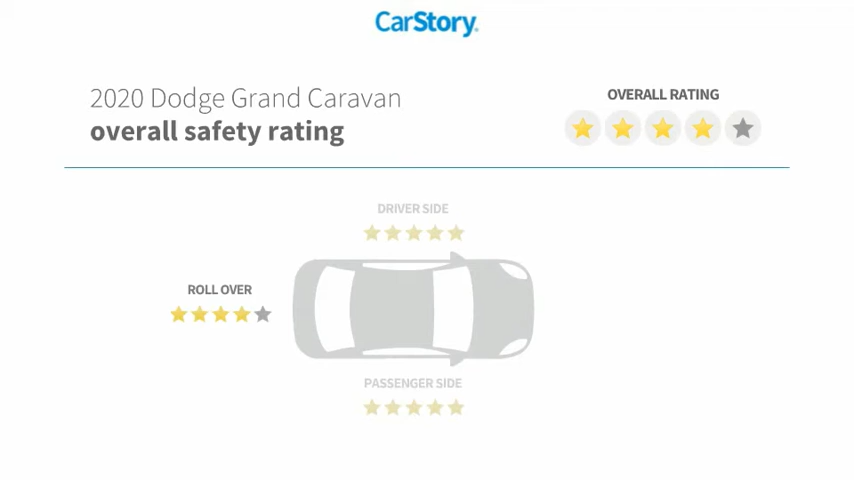 CarStory
2020 Dodge Grand Caravan
overall safety rating
OVERALL RATING
DRIVER SIDE
ROLL OVER
PASSENGER SIDE